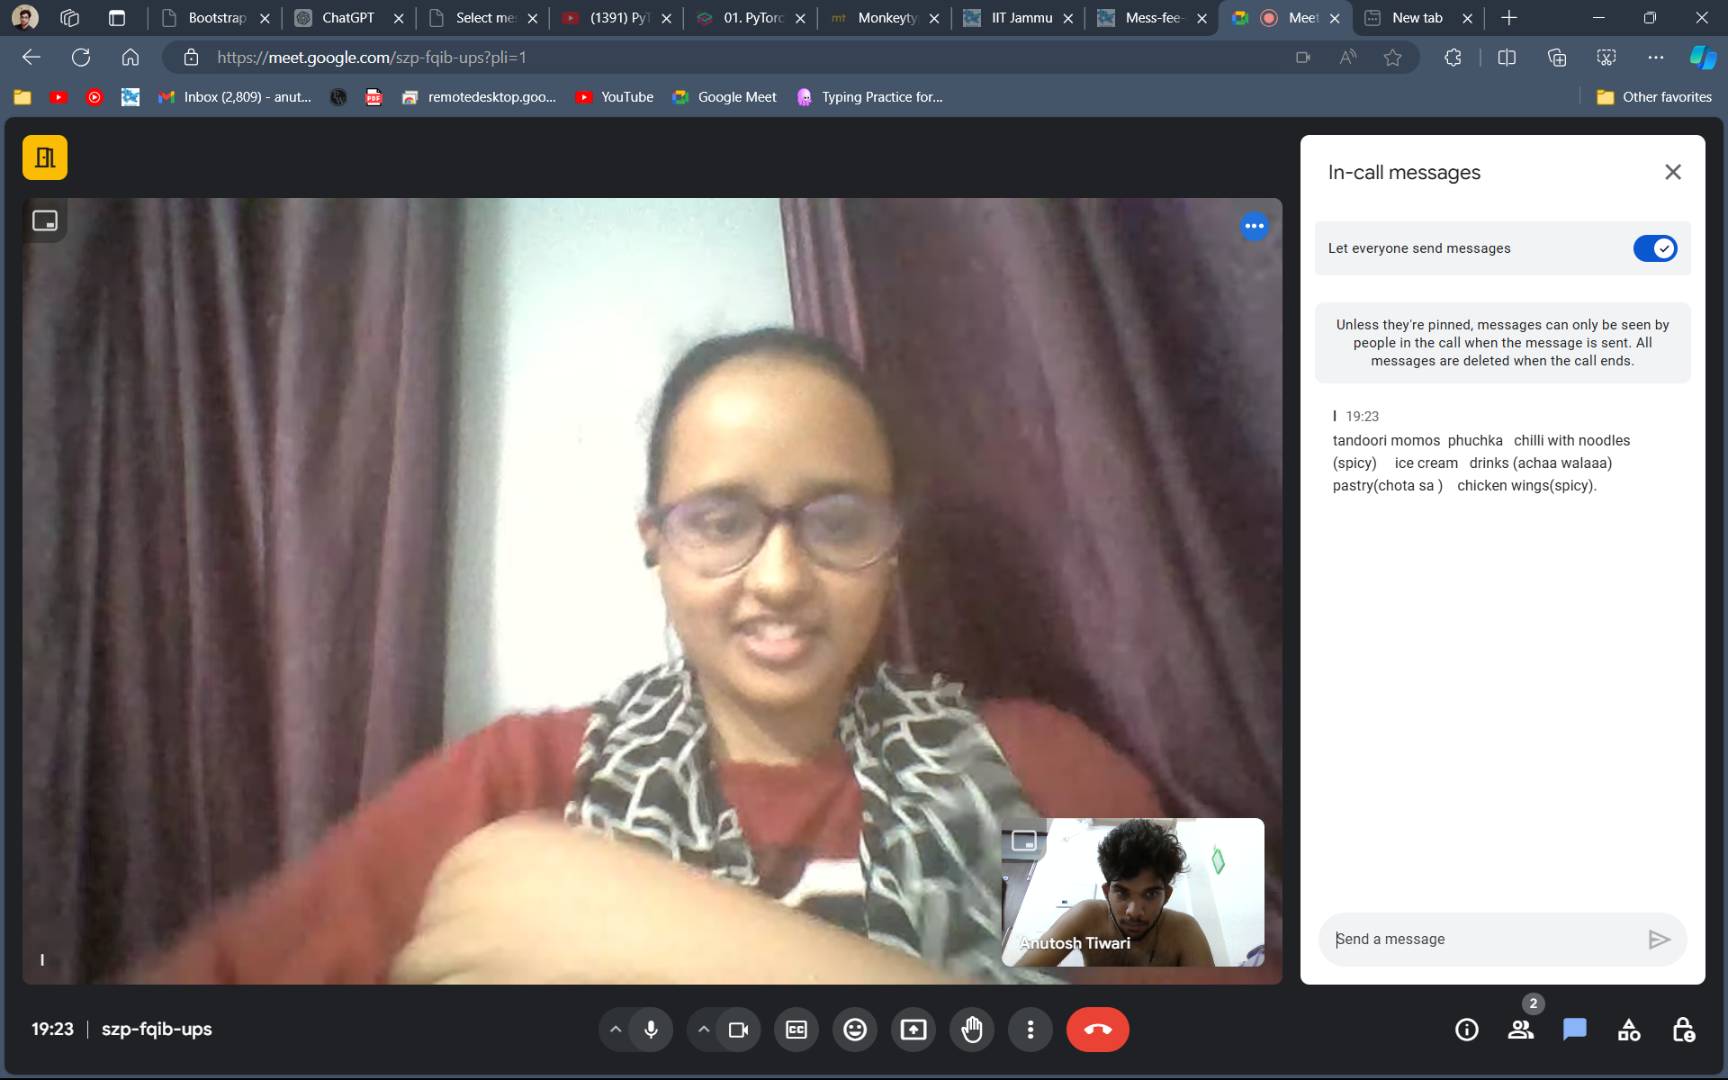 Bootstrap
ChatGPT
Select me
(1391) PyT
01. PyTorc
Monkeyty
IIT Jammu
Mess-fee-
Meet
New tab
https://meet.google.com/szp-fqib-ups?pli=1
Inbox (2,809) - anut...
PDF
remotedesktop.goo...
YouTube
Google Meet
Typing Practice for...
Other favorites
In-call messages
Let everyone send messages
Unless they're pinned, messages can only be seen by
people in the call when the message is sent. All
messages are deleted when the call ends.
I 19:23
tandoori momos phuchka chilli with noodles
(spicy) ice cream drinks (achaa walaaa)
pastry(chota sa ) chicken wings(spicy).
Anutosh Tiwari
I
Send a message
19:23 | szp-fqib-ups
CC
2